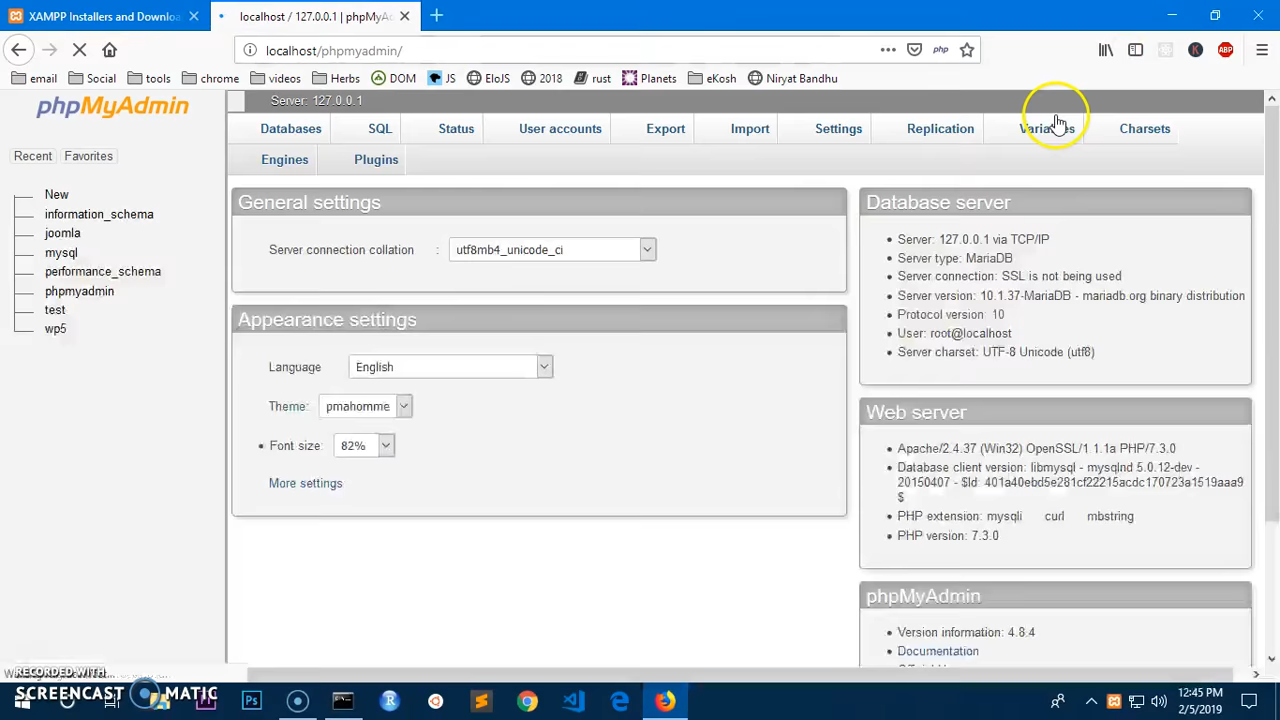 XAMPP Installers and Downloa
localhost / 127.0.0.1 | phpMyAd
localhost/phpmyadmin/
php
ABP
email Social tools chrome videos Herbs DOM JS EloJS 2018 rust Planets eKosh Niryat Bandhu
phpMyAdmin
Recent Favorites
New
information_schema
joomla
mysql
performance_schema
phpmyadmin
test
wp5
Server: 127.0.0.1
Databases SQL Status User accounts Export Import Settings Replication Variables Charsets
Engines Plugins
General settings
Server connection collation : utf8mb4_unicode_ci
Appearance settings
Language English
Theme: pmahomme
Font size: 82%
More settings
Database server
Server: 127.0.0.1 via TCP/IP
Server type: MariaDB
Server connection: SSL is not being used
Server version: 10.1.37-MariaDB - mariadb.org binary distribution
Protocol version: 10
User: root@localhost
Server charset: UTF-8 Unicode (utf8)
Web server
Apache/2.4.37 (Win32) OpenSSL/1 1.1a PHP/7.3.0
Database client version: libmysql - mysqlnd 5.0.12-dev -
20150407 - $Id: 401a40ebd5e281cf22215acdc170723a1519aaa9
$
PHP extension: mysqli curl mbstring
PHP version: 7.3.0
phpMyAdmin
Version information: 4.8.4
Documentation
RECORDED WITH
SCREENCAST MATIC
12:45 PM
2/5/2019